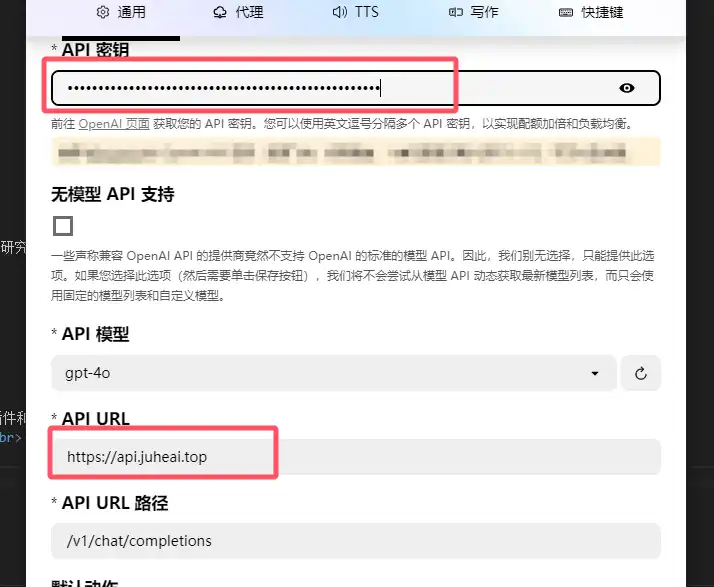 通用
代理
TTS
写作
快捷键
* API 密钥
••••••••••••••••••••••••••••••••••••••••••••••••••••
前往 OpenAI 页面 获取您的 API 密钥。您可以使用英文逗号分隔多个 API 密钥，以实现配额加倍和负载均衡。
无模型 API 支持
研究
一些声称兼容 OpenAI API 的提供商竟然不支持 OpenAI 的标准的模型 API。因此，我们别无选择，只能提供此选
项。如果您选择此选项（然后需要单击保存按钮），我们将不会尝试从模型 API 动态获取最新模型列表，而只会使
用固定的模型列表和自定义模型。
* API 模型
gpt-4o
件和
* API URL
br>
https://api.juheai.top
* API URL 路径
/v1/chat/completions
默认动作